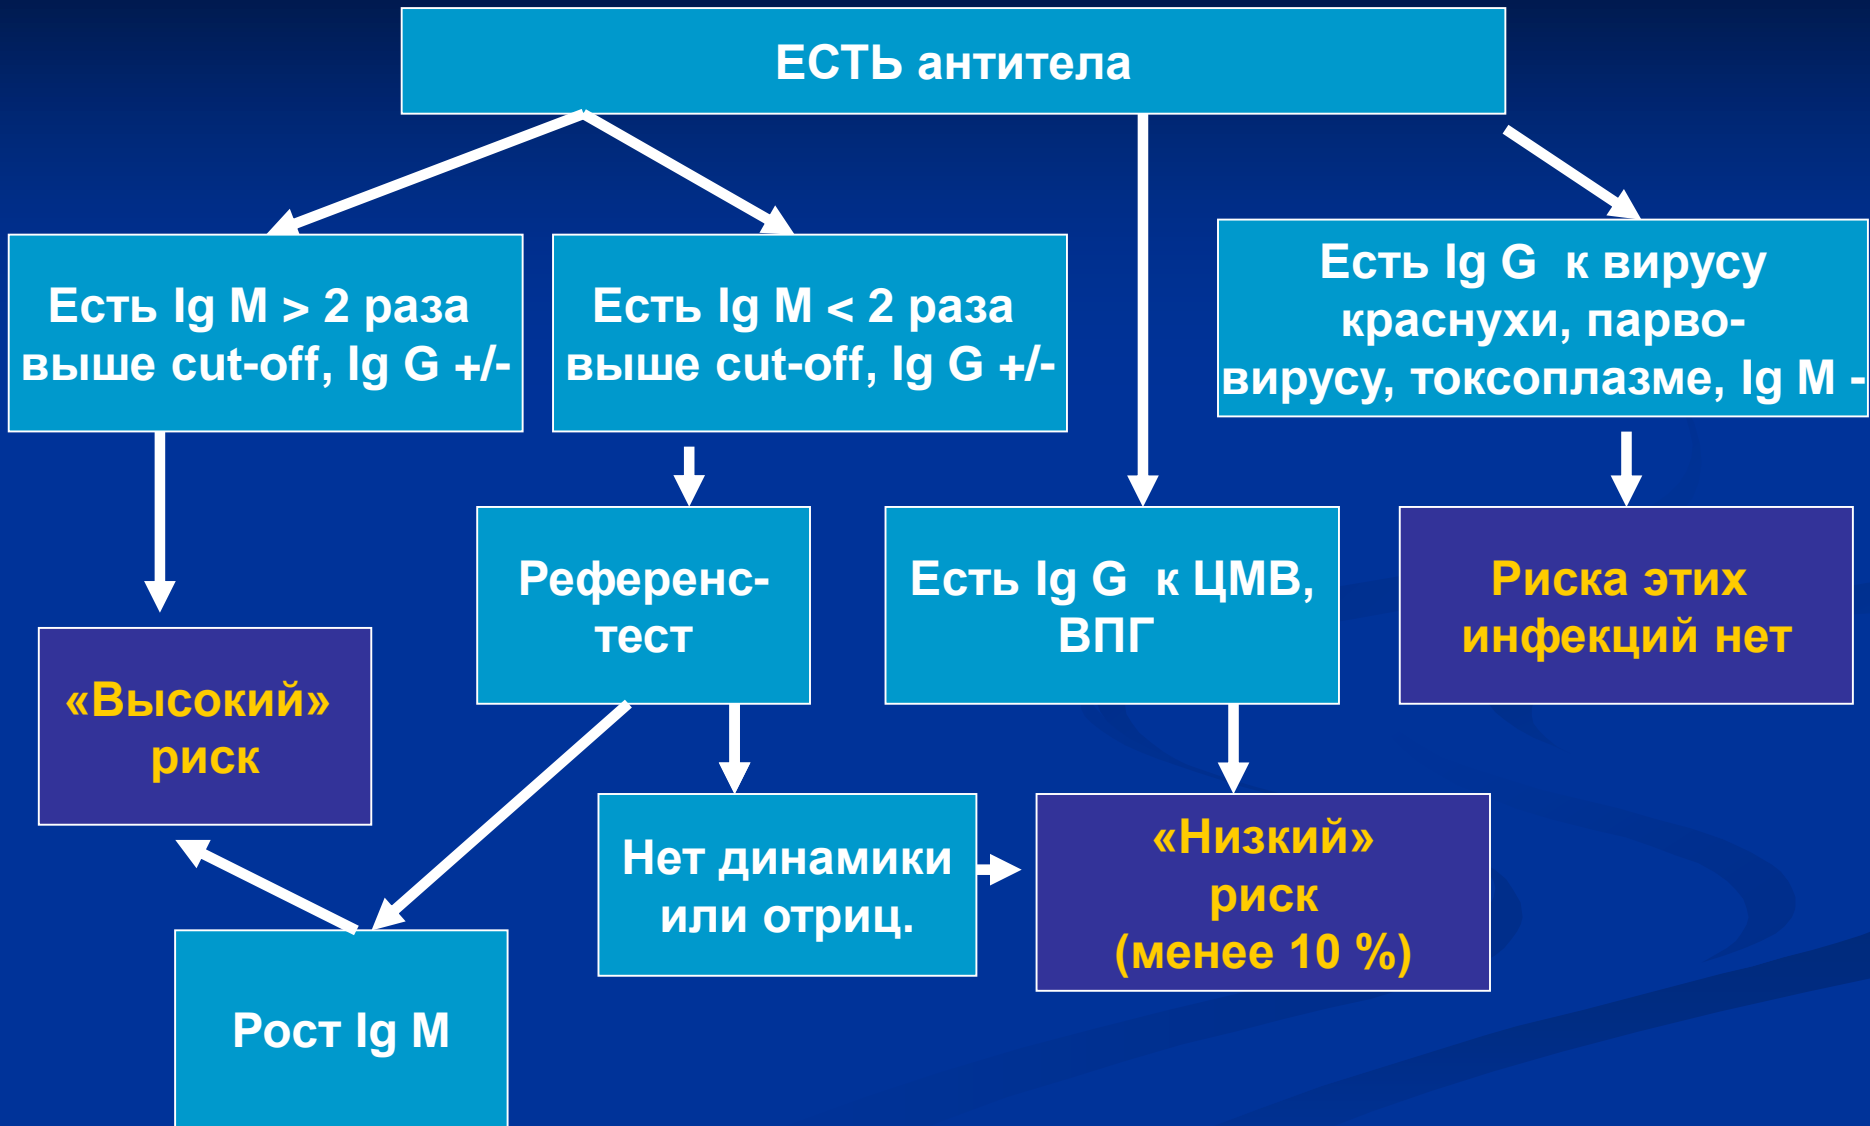 ЕСТЬ антитела
Есть Ig M > 2 раза
выше cut-off, Ig G +/-
Есть Ig M < 2 раза
выше cut-off, Ig G +/-
Есть Ig G к вирусу
краснухи, парво-
вирусу, токсоплазме, Ig M -
Референс-
тест
Есть Ig G к ЦМВ,
ВПГ
Риска этих
инфекций нет
«Высокий»
риск
Нет динамики
или отриц.
«Низкий»
риск
(менее 10 %)
Рост Ig M